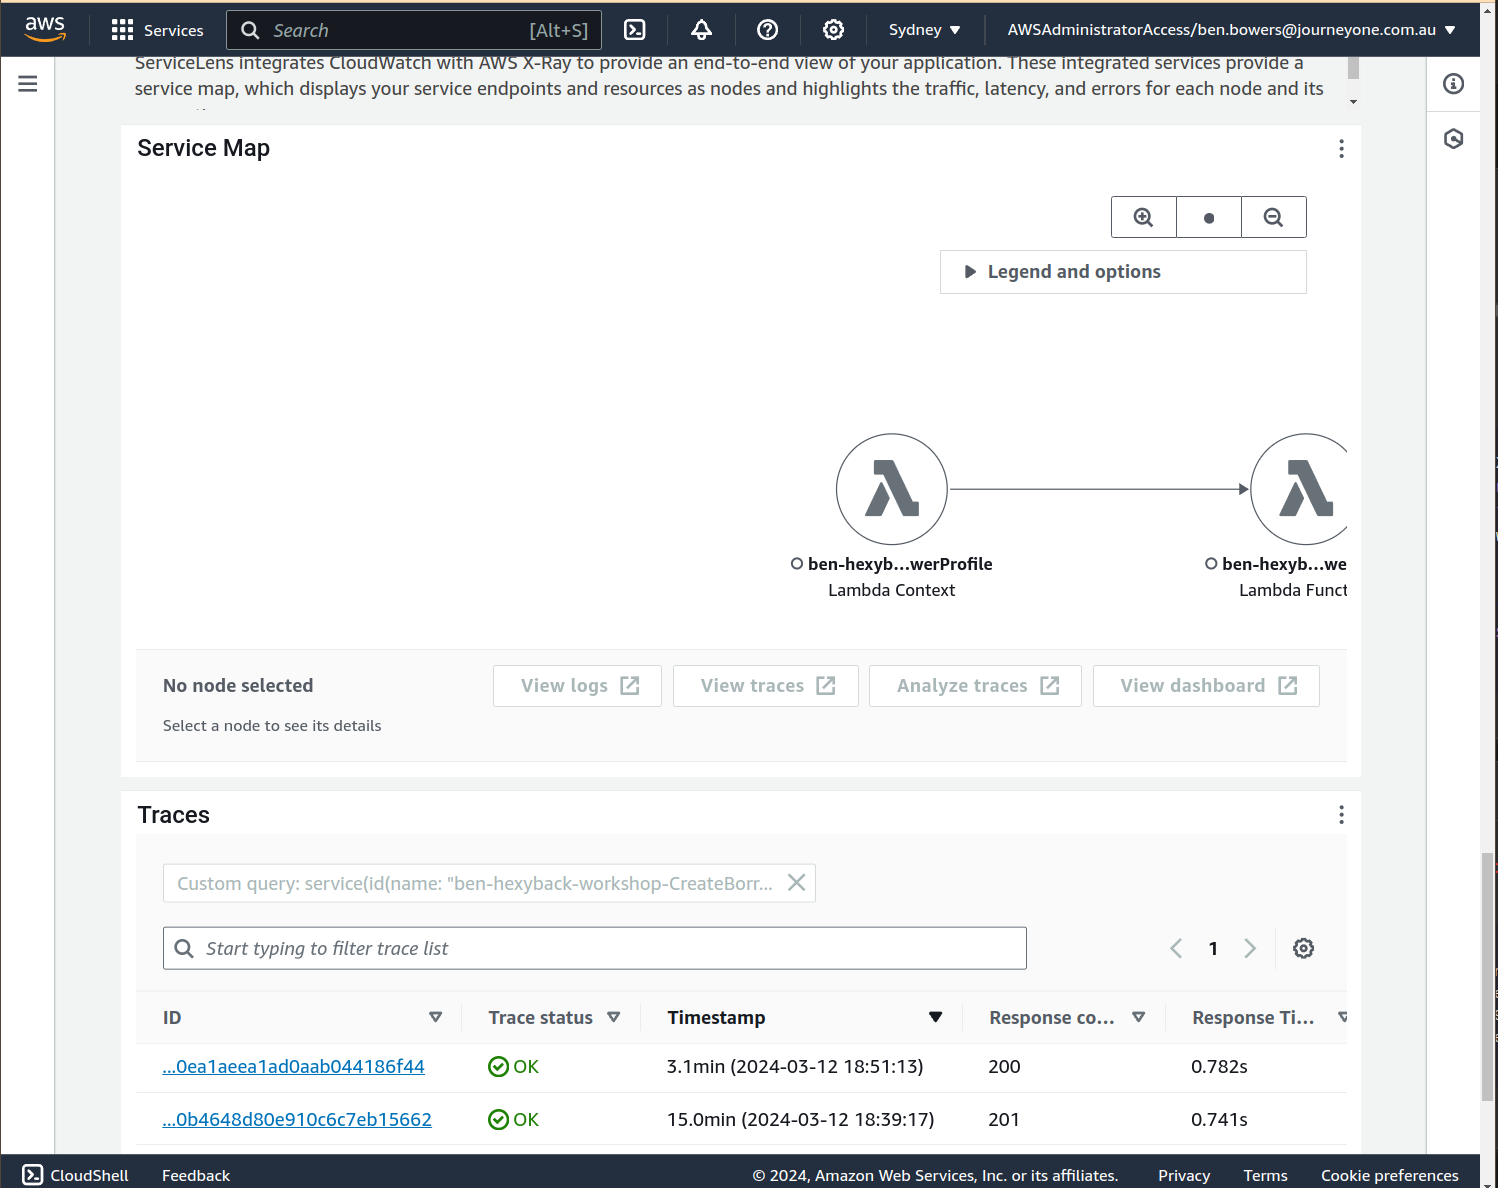 aws
Services
Search [Alt+S]
Sydney
AWSAdministratorAccess/ben.bowers@journeyone.com.au
ServiceLens integrates CloudWatch with AWS X-Ray to provide an end-to-end view of your application. These integrated services provide a
service map, which displays your service endpoints and resources as nodes and highlights the traffic, latency, and errors for each node and its
Service Map
Legend and options
ben-hexyb...werProfile
Lambda Context
ben-hexyb...we
Lambda Funct
No node selected
View logs
View traces
Analyze traces
View dashboard
Select a node to see its details
Traces
Custom query: service(id(name: "ben-hexyback-workshop-CreateBorr...
Start typing to filter trace list
1
ID Trace status Timestamp Response co... Response Ti...
...0ea1aeea1ad0aab044186f44 OK 3.1min (2024-03-12 18:51:13) 200 0.782s
...0b4648d80e910c6c7eb15662 OK 15.0min (2024-03-12 18:39:17) 201 0.741s
CloudShell Feedback © 2024, Amazon Web Services, Inc. or its affiliates. Privacy Terms Cookie preferences